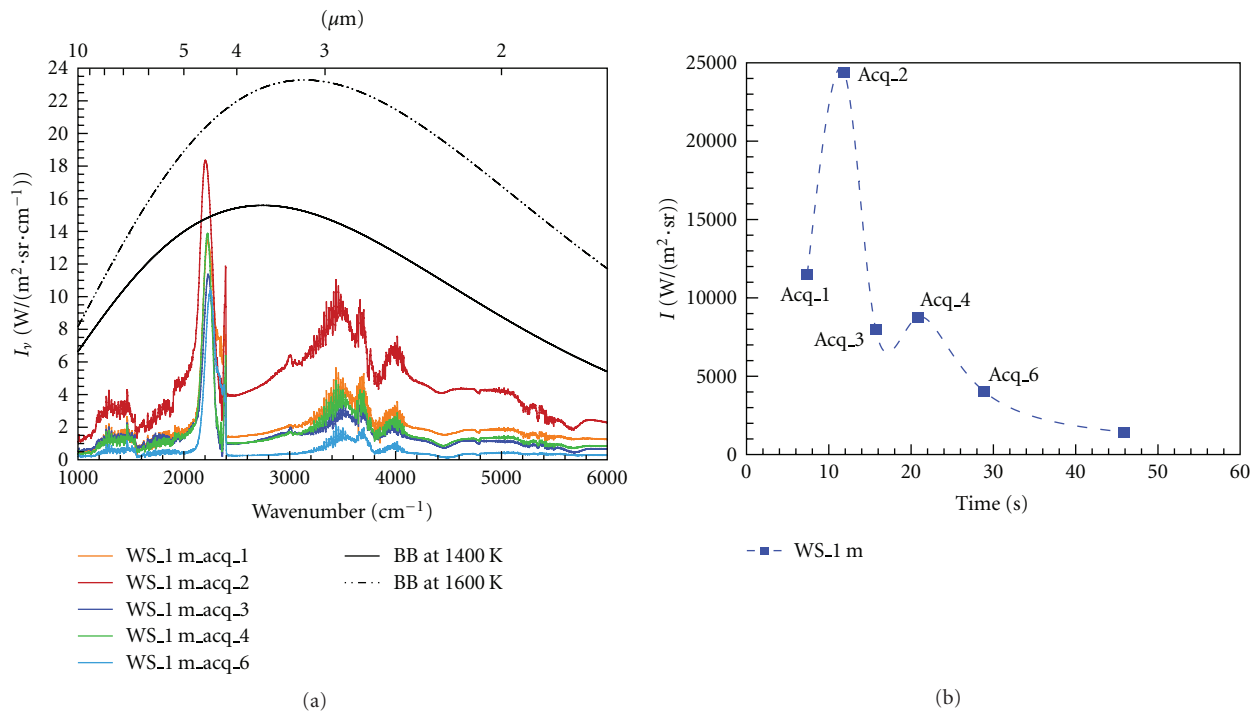 (μm)
10 5 4 3 2
24
22
20
18
16
14
12
10
8
6
4
2
0
I_ν (W/(m²·sr·cm⁻¹))
1000 2000 3000 4000 5000 6000
Wavenumber (cm⁻¹)
WS_1 m_acq_1
WS_1 m_acq_2
WS_1 m_acq_3
WS_1 m_acq_4
WS_1 m_acq_6
BB at 1400 K
BB at 1600 K
(a)
25000
20000
15000
10000
5000
0
I (W/(m²·sr))
Acq_2
Acq_1
Acq_3
Acq_4
Acq_6
0 10 20 30 40 50 60
Time (s)
WS_1 m
(b)